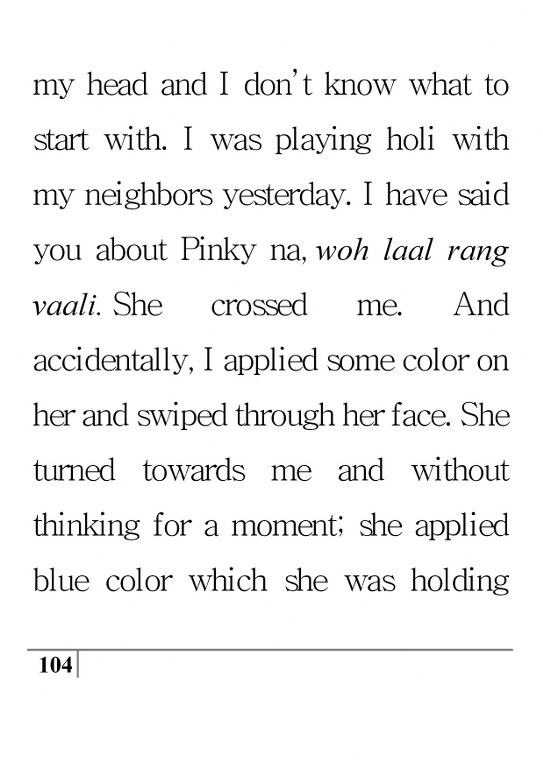 my head and I don’t know what to
start with. I was playing holi with
my neighbors yesterday. I have said
you about Pinky na, woh laal rang
vaali. She crossed me. And
accidentally, I applied some color on
her and swiped through her face. She
turned towards me and without
thinking for a moment; she applied
blue color which she was holding
104